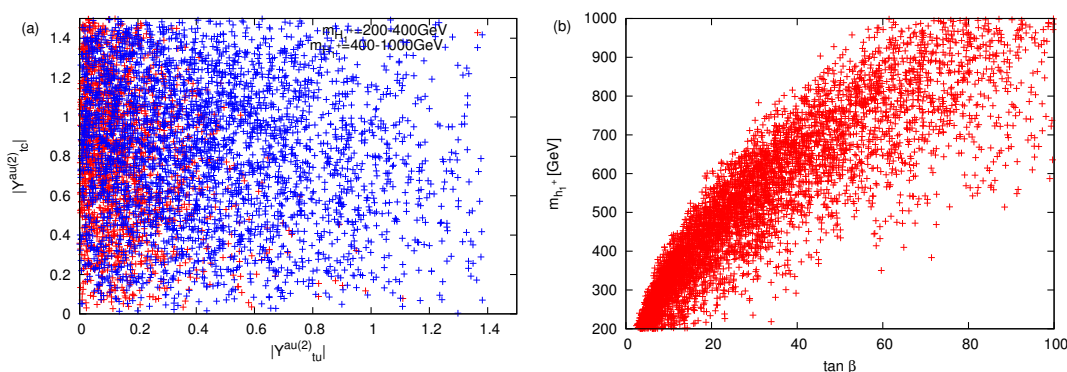 (a)
m_{h_1^+}=200-400GeV
m_{h_1^+}=400-1000GeV
1.4
1.2
1
0.8
0.6
0.4
0.2
0
|Y^{au(2)}_{tc}|
0 0.2 0.4 0.6 0.8 1 1.2 1.4
|Y^{au(2)}_{tu}|
(b)
1000
900
800
700
600
500
400
300
200
m_{h_1^+} [GeV]
0 20 40 60 80 100
tan β